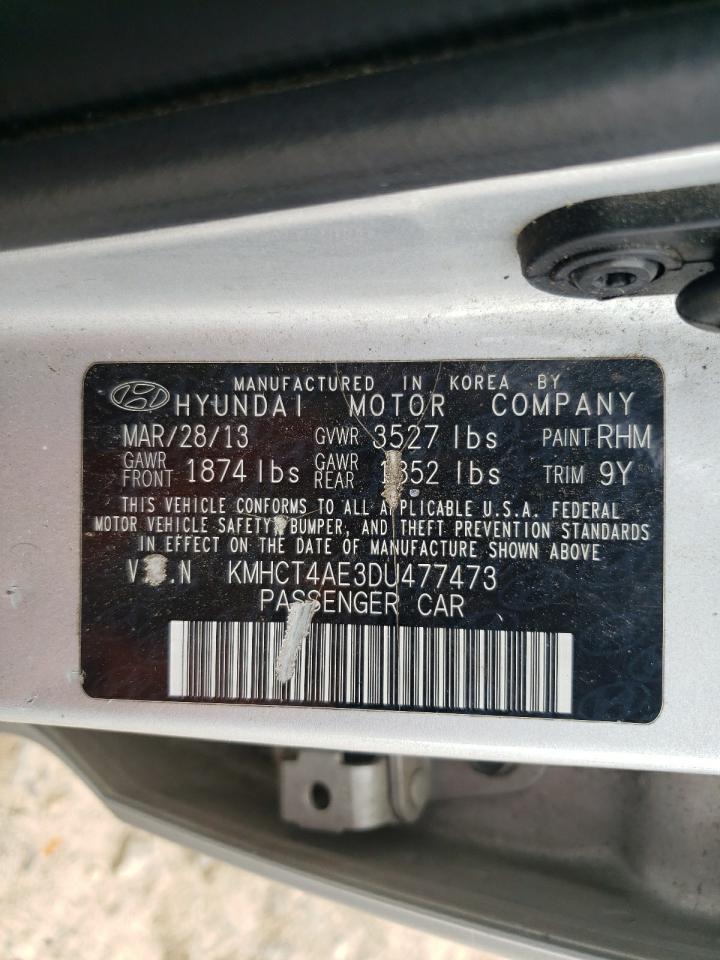 MANUFACTURED IN KOREA BY
HYUNDAI MOTOR COMPANY
MAR/28/13 GVWR 3527 lbs PAINT RHM
GAWR FRONT 1874 lbs GAWR REAR lbs TRIM 9Y
THIS VEHICLE CONFORMS TO ALL APPLICABLE U.S.A. FEDERAL
MOTOR VEHICLE SAFETY, BUMPER, AND THEFT PREVENTION STANDARDS
IN EFFECT ON THE DATE OF MANUFACTURE SHOWN ABOVE
KMHCT4AE3DU477473
PASSENGER CAR